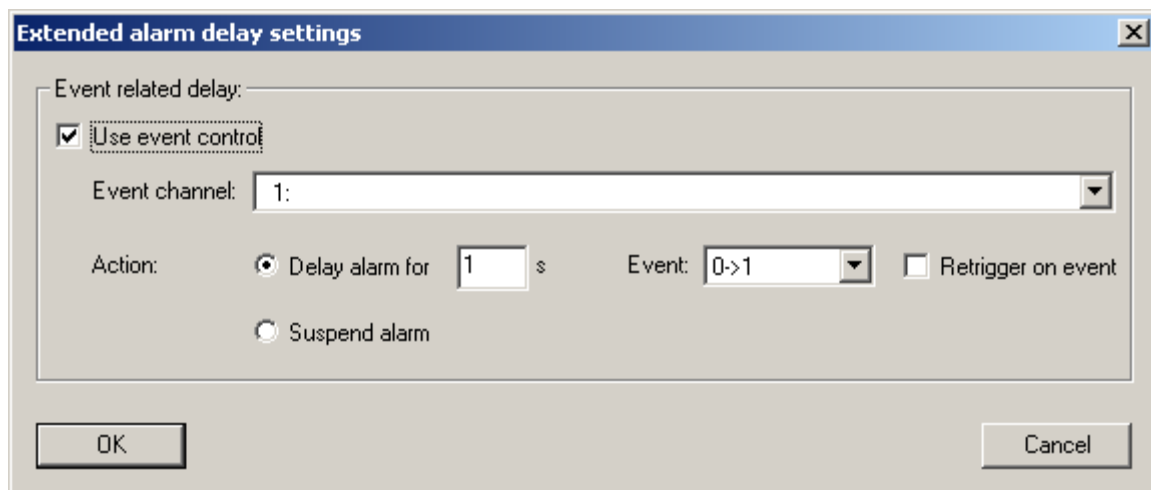 Extended alarm delay settings
Event related delay:
Use event control
Event channel: 1:
Action: Delay alarm for 1 s Event: 0->1 Retrigger on event
Suspend alarm
OK Cancel